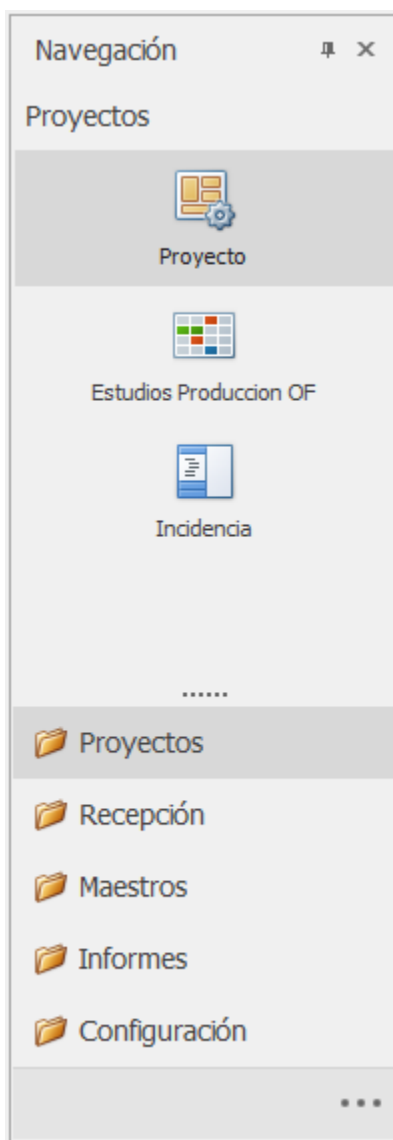 Navegación
Proyectos
Proyecto
Estudios Produccion OF
Incidencia
Proyectos
Recepción
Maestros
Informes
Configuración